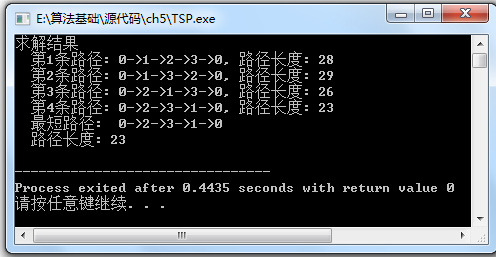 E:\算法基础\源代码\ch5\TSP.exe
求解结果
第1条路径: 0->1->2->3->0, 路径长度: 28
第2条路径: 0->1->3->2->0, 路径长度: 29
第3条路径: 0->2->1->3->0, 路径长度: 26
第4条路径: 0->2->3->1->0, 路径长度: 23
最短路径: 0->2->3->1->0
路径长度: 23
--------------------------------
Process exited after 0.4435 seconds with return value 0
请按任意键继续. . .